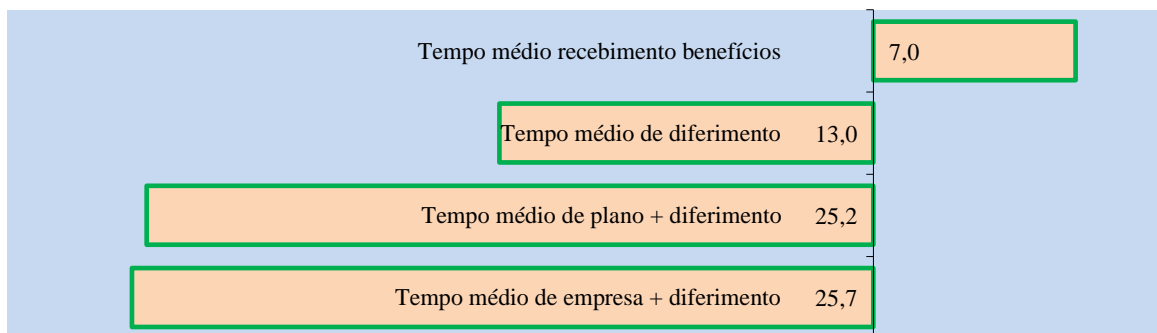 Tempo médio recebimento benefícios 7,0
Tempo médio de diferimento 13,0
Tempo médio de plano + diferimento 25,2
Tempo médio de empresa + diferimento 25,7